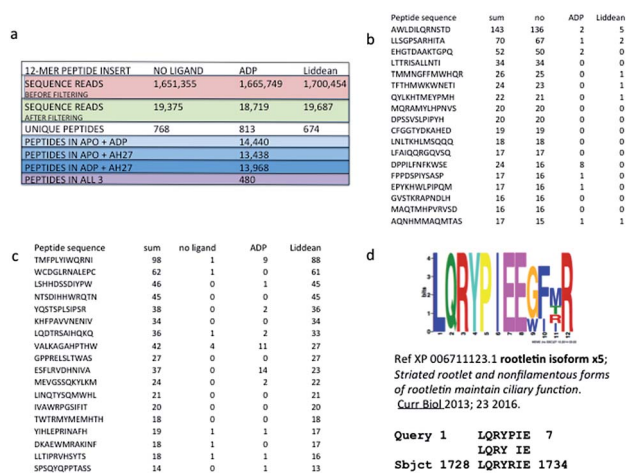 a
12-MER PEPTIDE INSERT NO LIGAND ADP Liddean
SEQUENCE READS 1,651,355 1,665,749 1,700,454
BEFORE FILTERING
SEQUENCE READS 19,375 18,719 19,687
AFTER FILTERING
UNIQUE PEPTIDES 768 813 674
PEPTIDES IN APO + ADP 14,440
PEPTIDES IN APO + AH27 13,438
PEPTIDES IN ADP + AH27 13,968
PEPTIDES IN ALL 3 480
b
Peptide sequence sum no ADP Liddean
AWLDILQRNSTD 143 136 2 5
LLSGPSARHITA 70 67 1 2
EHGTDAAKTGPQ 52 50 2 0
LTTRISALLNTI 34 34 0 0
TMMNGFFMWHQR 26 25 0 1
TFTHMWKWNETI 24 23 0 1
QYLKHTMEYPMH 22 21 0 1
MQRAMYLHPNVS 20 20 0 0
DPSSVSLPIPYH 20 20 0 0
CFGGTYDKAHED 19 19 0 0
LNLTKHLMSQQQ 18 18 0 0
LFAIQQRGQVSQ 17 17 0 0
DPPILFNFKWSE 24 16 8 0
FPPDSPIYSASP 17 16 1 0
EPYKHWLPIPQM 17 16 1 0
GVSTKRAPNDLH 16 16 0 0
MAQTMHPVRVSD 16 16 0 0
AQNHMMAQMTAS 17 15 1 1
c
Peptide sequence sum no ligand ADP Liddean
TMFPLYIWQRNI 98 1 9 88
WCDGLRNALEPC 62 1 0 61
LSHHDSSDIYPW 46 1 0 45
NTSDIHHWRQTN 45 0 0 45
YQSTSPLSIPSR 38 0 2 36
KHFPAVVNENIV 34 0 0 34
LQDTRSAIHQKQ 36 1 2 33
VALKAGAHPTHW 42 4 11 27
GPPRELSLTWAS 27 0 0 27
ESFLRVDHNIVA 37 0 14 23
MEVGSSQKYLKM 24 0 2 22
LINQTYSQMWHL 21 0 0 21
IVAWRPGSIFIT 20 0 0 20
TWTRMYMEMHTH 18 0 0 18
YIHLEPRINAFH 19 1 1 17
DKAEWMRAKINF 18 1 0 17
LLTIPRVHSYTS 18 1 1 16
SPSQYQPPTASS 14 0 1 13
d
Ref XP 006711123.1 rootletin isoform x5;
Striated rootlet and nonfilamentous forms
of rootletin maintain ciliary function.
Curr Biol 2013; 23 2016.
Query 1 LQRYPIE 7
LQRY IE
Sbjct 1728 LQRYRIE 1734